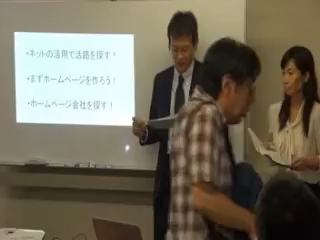 ・ネットの活用で活路を探す！
・まずホームページを作ろう！
・ホームページ会社を探す！